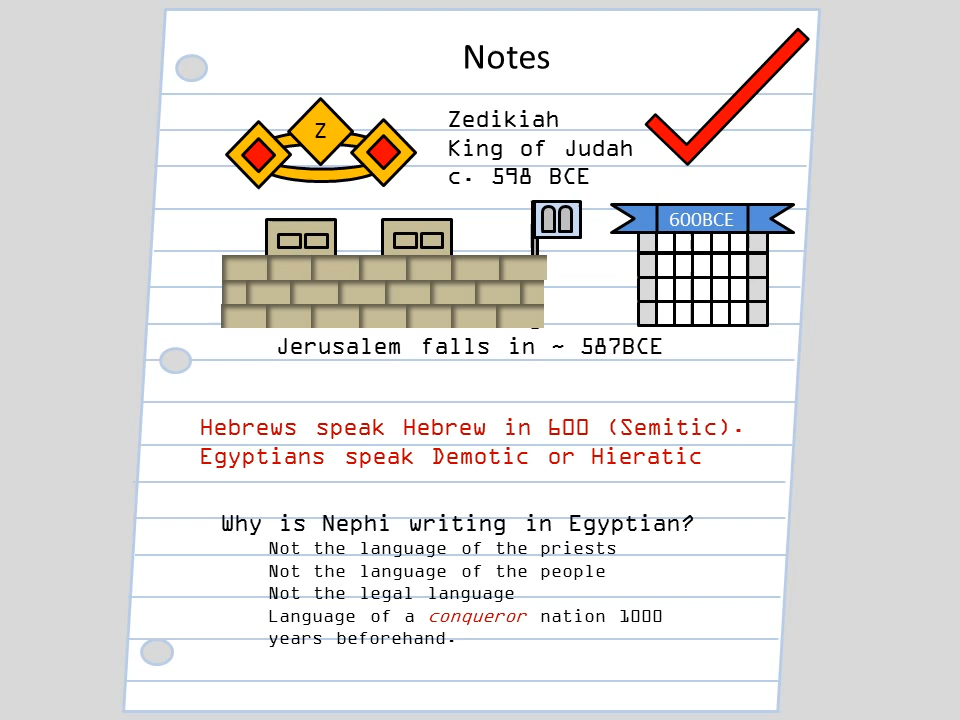 Notes
Z
Zedikiah
King of Judah
c. 598 BCE
600BCE
Jerusalem falls in ~ 587BCE
Hebrews speak Hebrew in 600 (Semitic).
Egyptians speak Demotic or Hieratic
Why is Nephi writing in Egyptian?
Not the language of the priests
Not the language of the people
Not the legal language
Language of a conqueror nation 1000
years beforehand.